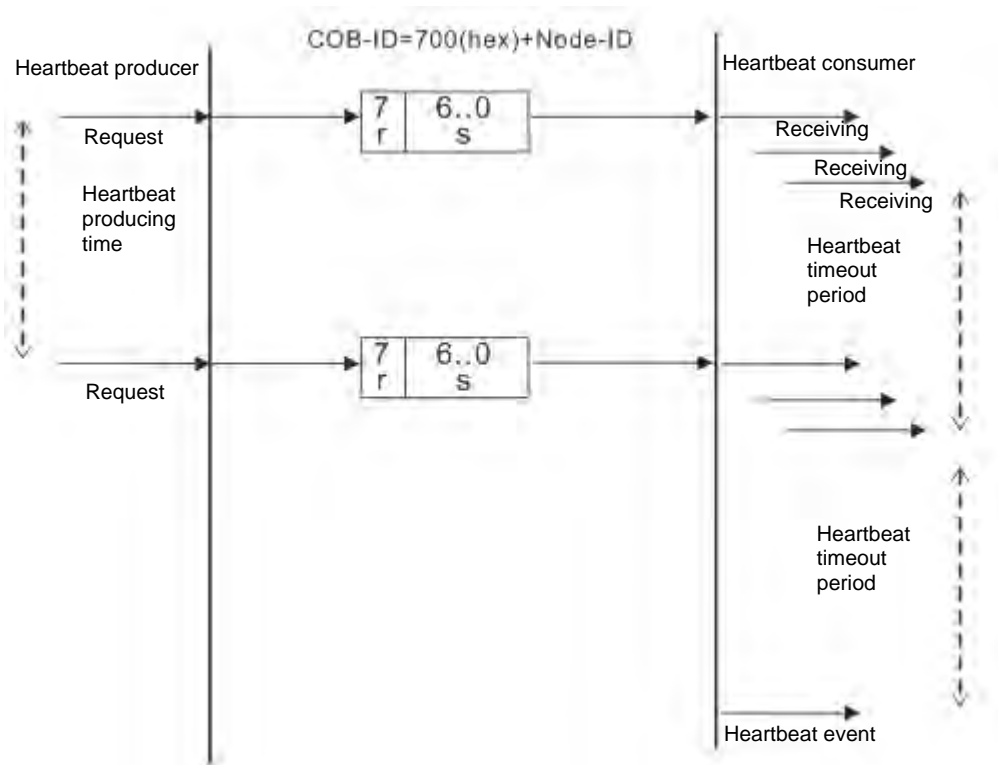 COB-ID=700(hex)+Node-ID
Heartbeat producer
Heartbeat consumer
7
6..0
r
s
Request
Receiving
Receiving
Receiving
Heartbeat
producing
time
Heartbeat
timeout
period
7
6..0
r
s
Request
Heartbeat
timeout
period
Heartbeat event